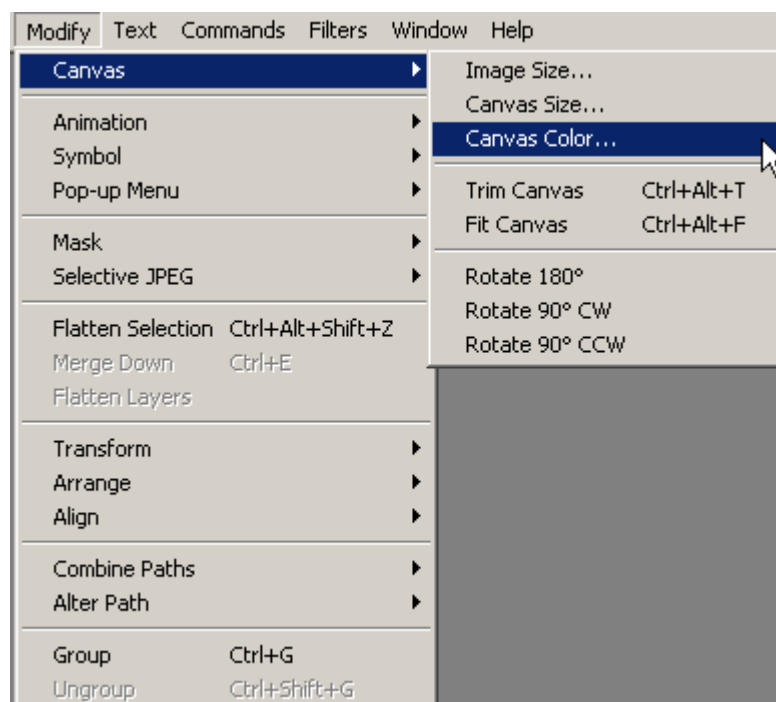 Modify Text Commands Filters Window Help
Canvas
Animation
Symbol
Pop-up Menu
Mask
Selective JPEG
Flatten Selection Ctrl+Alt+Shift+Z
Merge Down Ctrl+E
Flatten Layers
Transform
Arrange
Align
Combine Paths
Alter Path
Group Ctrl+G
Ungroup Ctrl+Shift+G
Image Size...
Canvas Size...
Canvas Color...
Trim Canvas Ctrl+Alt+T
Fit Canvas Ctrl+Alt+F
Rotate 180°
Rotate 90° CW
Rotate 90° CCW